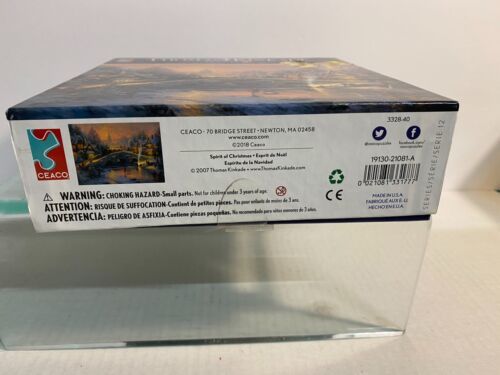 CEACO
CEACO • 70 BRIDGE STREET • NEWTON, MA 02458
www.ceaco.com
©2018 Ceaco
Spirit of Christmas • Esprit de Noël
Espíritu de la Navidad
© 2007 Thomas Kinkade • www.ThomasKinkade.com
3328-40
19130-21081-A
0 021081 331777
MADE IN U.S.A.
FABRIQUÉ AUX É. U.
HECHO EN E.U.A.
SERIES/SÉRIE/SERIE 12
WARNING: CHOKING HAZARD-Small parts. Not for children under 3 years of age.
ATTENTION: RISQUE DE SUFFOCATION-Contient de petites pièces. Pas pour enfants de moins de 3 ans.
ADVERTENCIA: PELIGRO DE ASFIXIA-Contiene piezas pequeñas. No recomendado para niños menores de 3 años.